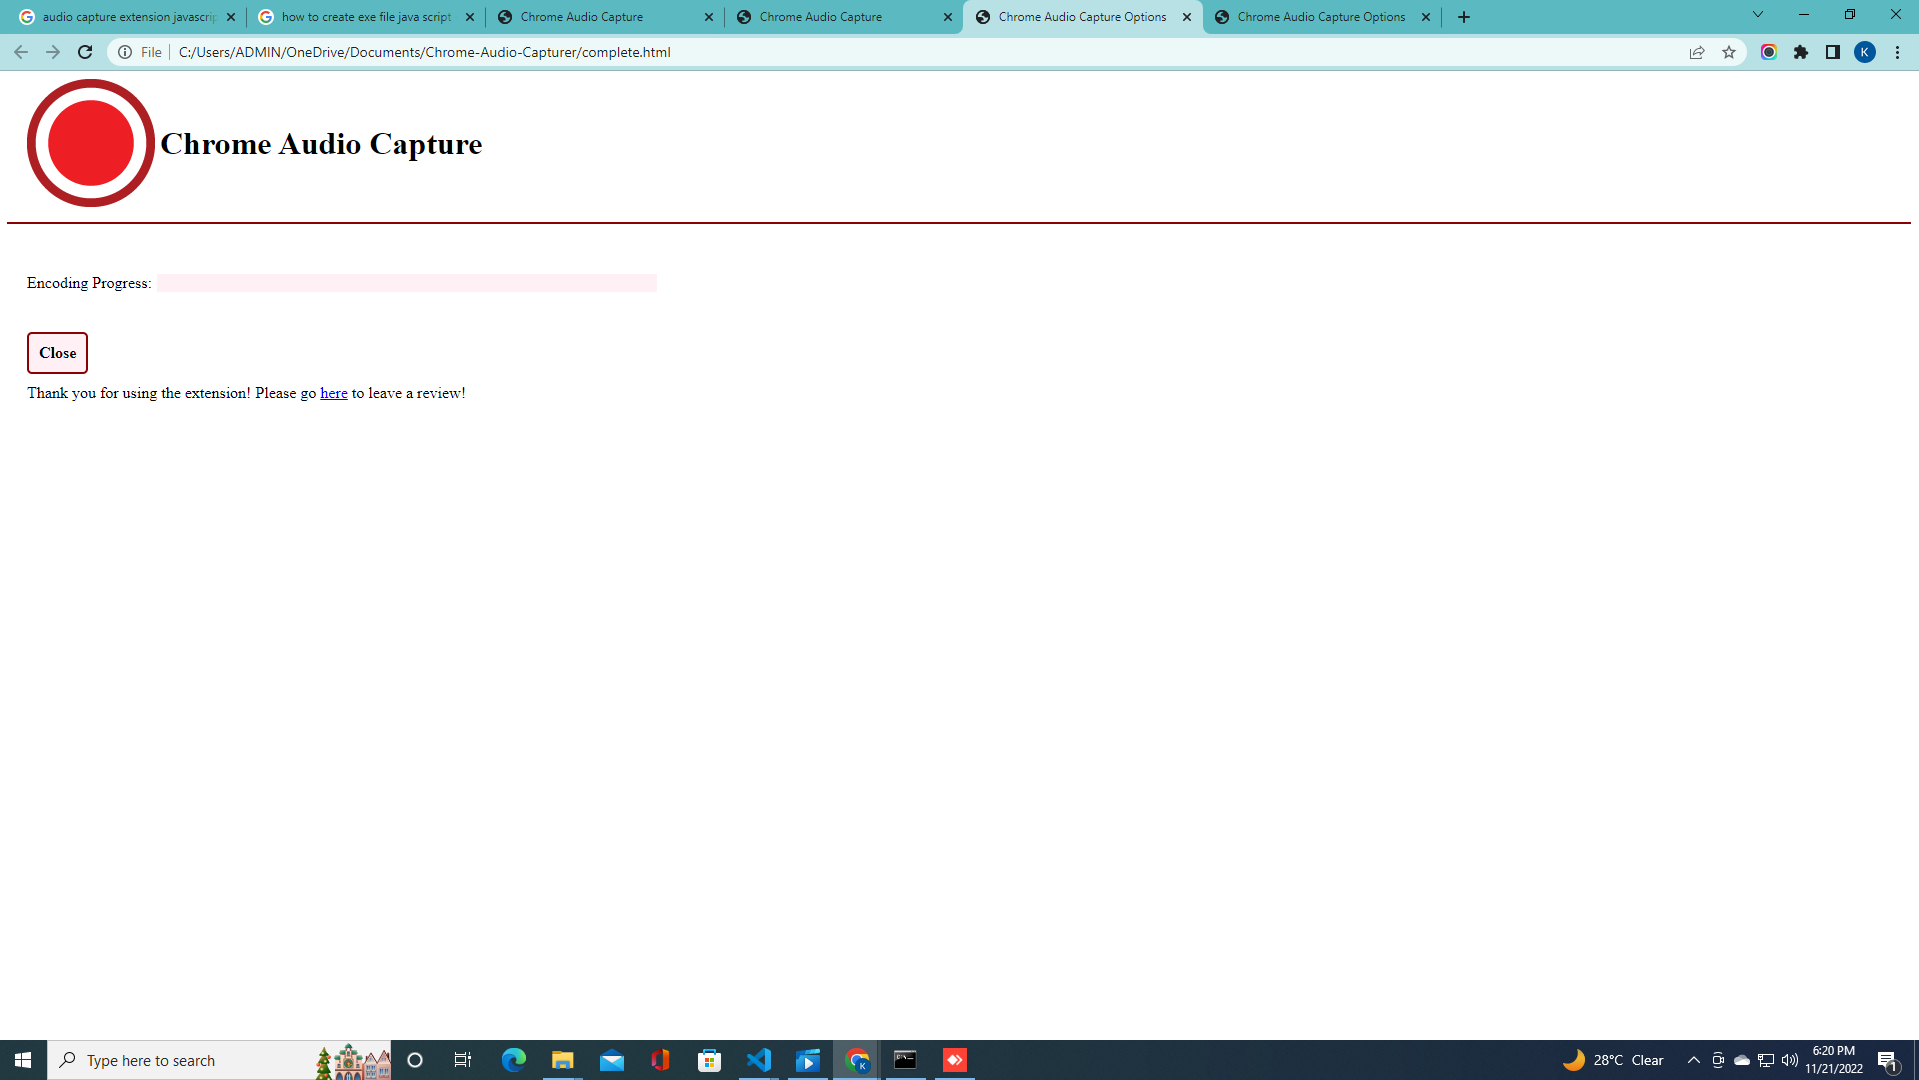 audio capture extension javascrip
how to create exe file java script
Chrome Audio Capture
Chrome Audio Capture
Chrome Audio Capture Options
Chrome Audio Capture Options
File
C:/Users/ADMIN/OneDrive/Documents/Chrome-Audio-Capturer/complete.html
K
Chrome Audio Capture
Encoding Progress:
Close
Thank you for using the extension! Please go here to leave a review!
Type here to search
K
28°C Clear
6:20 PM
11/21/2022
1